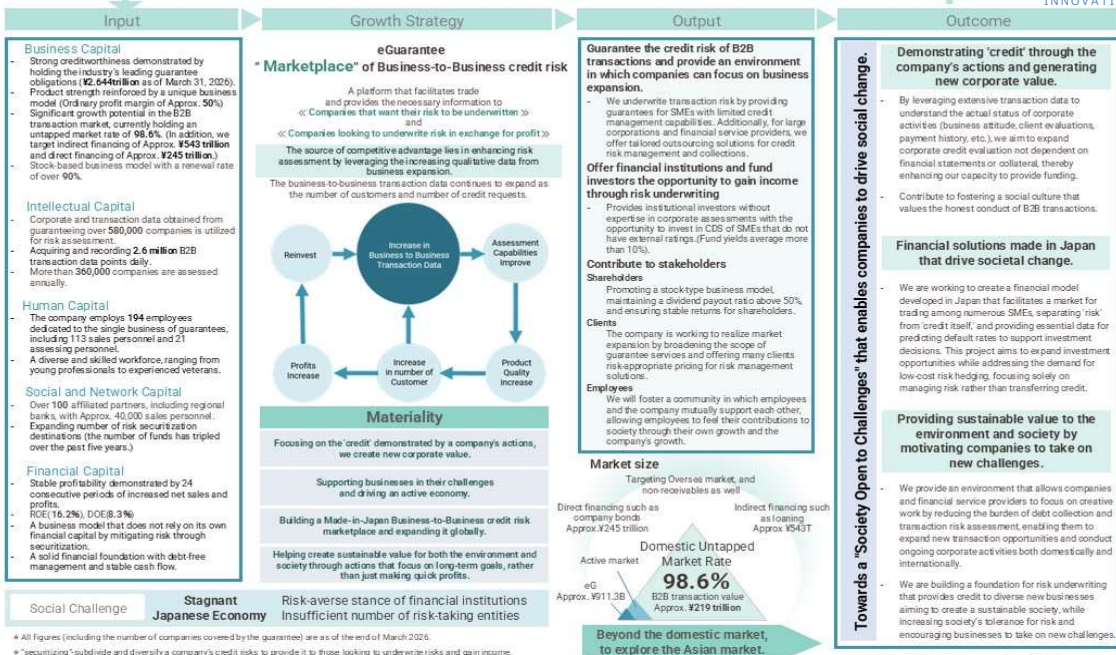 INNOVATI
Input
Business Capital
- Strong creditworthiness demonstrated by
holding the industry's leading guarantee
obligations (¥2.644trillion as of March 31, 2026).
- Product strength reinforced by a unique business
model (Ordinary profit margin of Approx. 50%)
- Significant growth potential in the B2B
transaction market, currently holding an
untapped market rate of 98.6%. (In addition, we
target indirect financing of Approx. ¥543 trillion
and direct financing of Approx. ¥245 trillion.)
- Stock-based business model with a renewal rate
of over 90%.
Intellectual Capital
- Corporate and transaction data obtained from
guaranteeing over 580,000 companies is utilized
for risk assessment.
- Acquiring and recording 2.6 million B2B
transaction data points daily.
- More than 360,000 companies are assessed
annually.
Human Capital
- The company employs 194 employees
dedicated to the single business of guarantees,
including 113 sales personnel and 21
assessing personnel.
- A diverse and skilled workforce, ranging from
young professionals to experienced veterans.
Social and Network Capital
- Over 100 affiliated partners, including regional
banks, with Approx. 40,000 sales personnel.
- Expanding number of risk securitization
destinations (the number of funds has tripled
over the past five years.)
Financial Capital
- Stable profitability demonstrated by 24
consecutive periods of increased net sales and
profits.
- ROE(16.2%), DOE(8.3%)
- A business model that does not rely on its own
financial capital by mitigating risk through
securitization.
- A solid financial foundation with debt-free
management and stable cash flow.
Growth Strategy
eGuarantee
" Marketplace" of Business-to-Business credit risk
A platform that facilitates trade
and provides the necessary information to
≪ Companies that want their risk to be underwritten ≫
and
≪ Companies looking to underwrite risk in exchange for profit ≫
The source of competitive advantage lies in enhancing risk
assessment by leveraging the increasing qualitative data from
business expansion.
The business-to-business transaction data continues to expand as
the number of customers and number of credit requests.
Reinvest
Increase in
Business to Business
Transaction Data
Assessment
Capabilities
Improve
Profits
Increase
Increase
in number of
Customer
Product
Quality
Increase
Materiality
Focusing on the 'credit' demonstrated by a company's actions,
we create new corporate value.
Supporting businesses in their challenges
and driving an active economy.
Building a Made-in-Japan Business-to-Business credit risk
marketplace and expanding it globally.
Helping create sustainable value for both the environment and
society through actions that focus on long-term goals, rather
than just making quick profits.
Output
Guarantee the credit risk of B2B
transactions and provide an environment
in which companies can focus on business
expansion.
- We underwrite transaction risk by providing
guarantees for SMEs with limited credit
management capabilities. Additionally, for large
corporations and financial service providers, we
offer tailored outsourcing solutions for credit
risk management and collections.
Offer financial institutions and fund
investors the opportunity to gain income
through risk underwriting
- Provides institutional investors without
expertise in corporate assessments with the
opportunity to invest in CDS of SMEs that do not
have external ratings.(Fund yields average more
than 10%).
Contribute to stakeholders
Shareholders
Promoting a stock-type business model,
maintaining a dividend payout ratio above 50%,
and ensuring stable returns for shareholders.
Clients
The company is working to realize market
expansion by broadening the scope of
guarantee services and offering many clients
risk-appropriate pricing for risk management
solutions.
Employees
We will foster a community in which employees
and the company mutually support each other,
allowing employees to feel their contributions to
society through their own growth and the
company's growth.
Market size
Targeting Oversea market, and
non-receivables as well
Direct financing such as
company bonds
Approx.¥245 trillion
Indirect financing such
as loaning
Approx ¥543T
Domestic Untapped
Market Rate
98.6%
B2B transaction value
Approx. ¥219 trillion
Active market
eG
Approx. ¥911.3B
Beyond the domestic market,
to explore the Asian market.
Outcome
Towards a "Society Open to Challenges" that enables companies to drive social change.
Demonstrating 'credit' through the
company's actions and generating
new corporate value.
- By leveraging extensive transaction data to
understand the actual status of corporate
activities (business attitude, client evaluations,
payment history, etc.), we aim to expand
corporate credit evaluation not dependent on
financial statements or collateral, thereby
enhancing our capacity to provide funding.
- Contribute to fostering a social culture that
values the honest conduct of B2B transactions.
Financial solutions made in Japan
that drive societal change.
- We are working to create a financial model
developed in Japan that facilitates a market for
trading among numerous SMEs, separating 'risk'
from 'credit itself,' and providing essential data for
predicting default rates to support investment
decisions. This project aims to expand investment
opportunities while addressing the demand for
low-cost risk hedging, focusing solely on
managing risk rather than transferring credit.
Providing sustainable value to the
environment and society by
motivating companies to take on
new challenges.
- We provide an environment that allows companies
and financial service providers to focus on creative
work by reducing the burden of debt collection and
transaction risk assessment, enabling them to
expand new transaction opportunities and conduct
ongoing corporate activities both domestically and
internationally.
- We are building a foundation for risk underwriting
that provides credit to diverse new businesses
aiming to create a sustainable society, while
increasing society's tolerance for risk and
encouraging businesses to take on new challenges.
Social Challenge
Stagnant
Japanese Economy
Risk-averse stance of financial institutions
Insufficient number of risk-taking entities
* All figures (including the number of companies covered by the guarantee) are as of the end of March 2026.
* "securitizing"-subdivide and diversify a company's credit risks to provide it to those looking to underwrite risks and gain income.